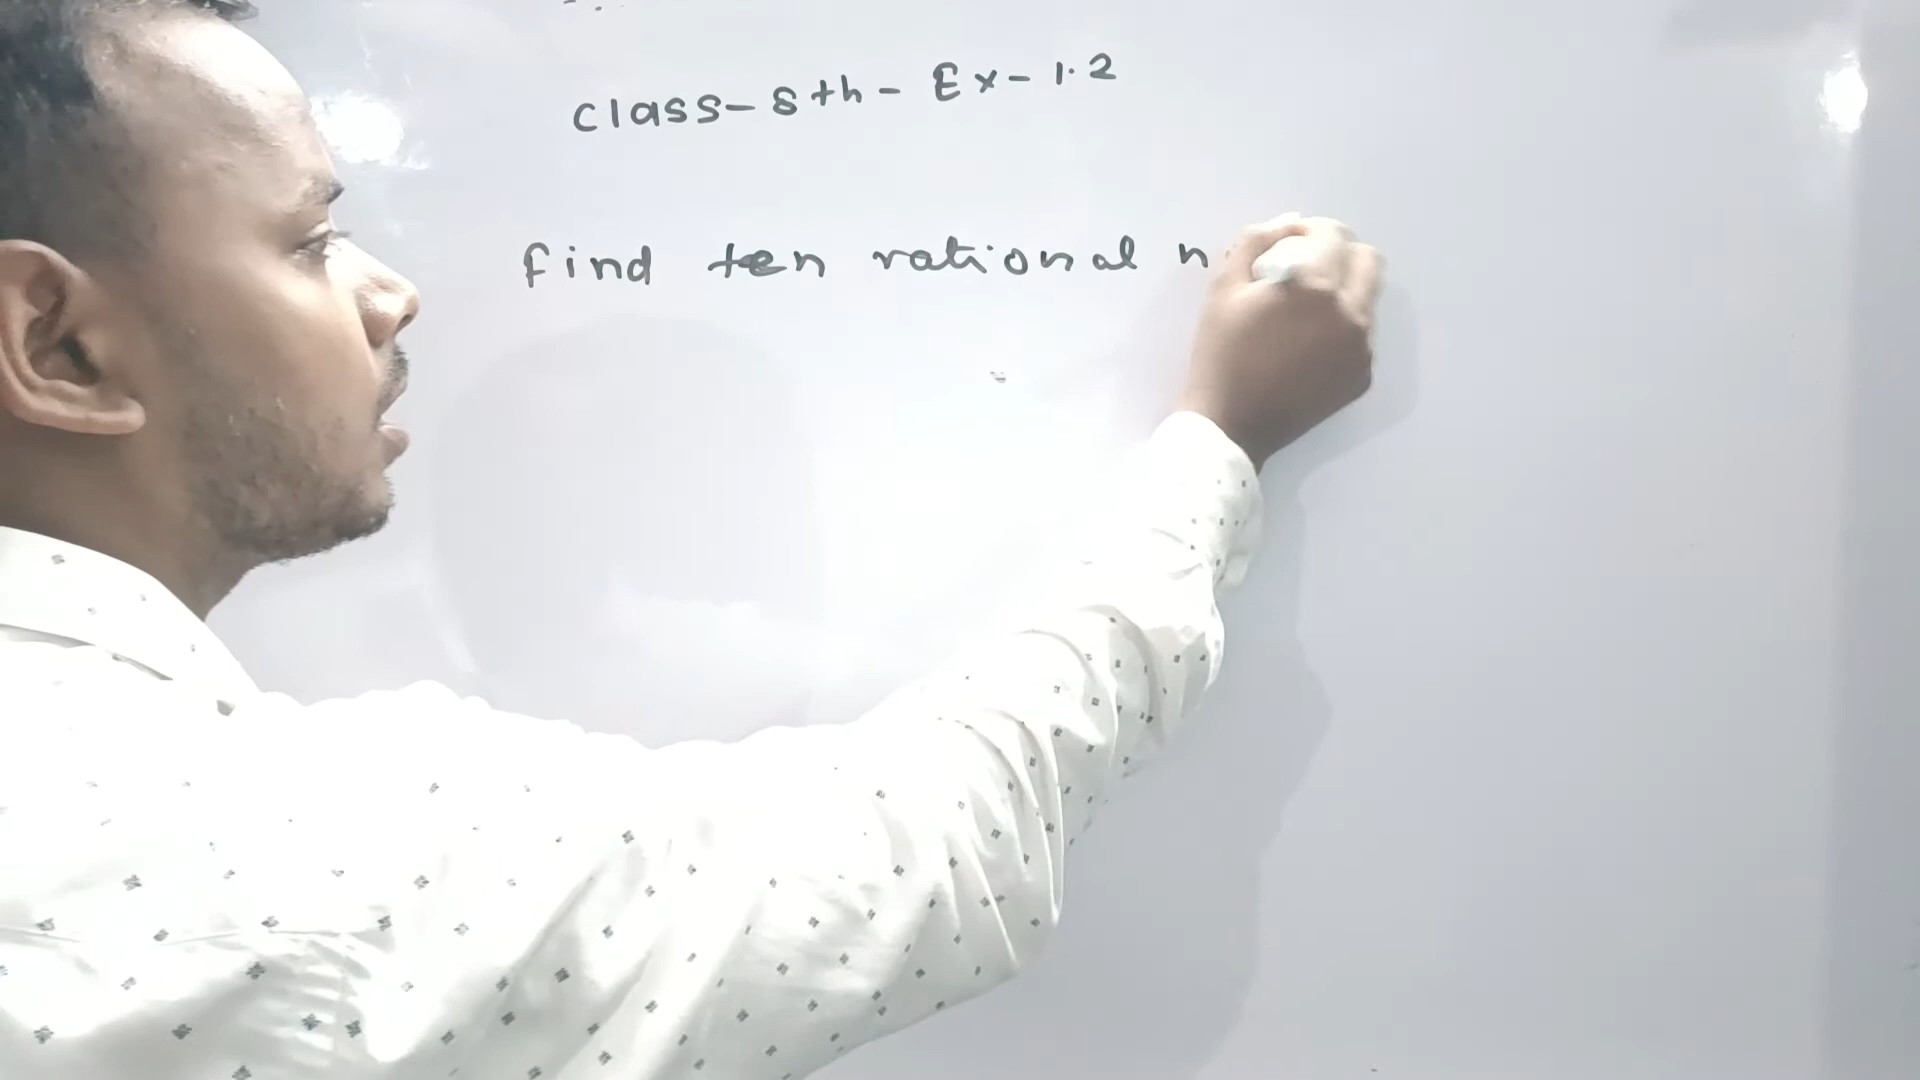 Class-8th- Ex-1.2
find ten rational n